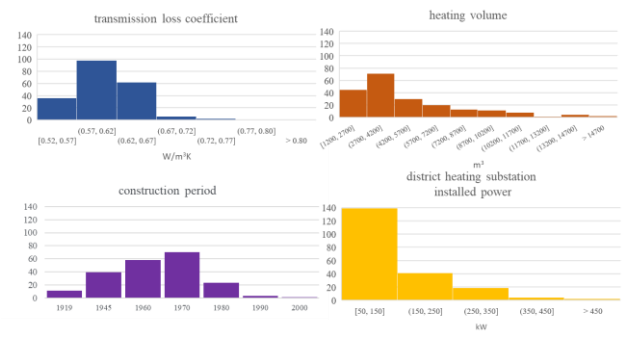 transmission loss coefficient
140
120
100
80
60
40
20
0
(0.57, 0.62] (0.67, 0.72] (0.77, 0.80]
[0.52, 0.57] (0.62, 0.67] (0.72, 0.77] > 0.80
W/m³K
heating volume
140
120
100
80
60
40
20
0
[1200, 2700] (2700, 4200] (4200, 5700] (5700, 7200] (7200, 8700] (8700, 10200] (10200, 11700] (11700, 13200] (13200, 14700] > 14700
m³
construction period
140
120
100
80
60
40
20
0
1919 1945 1960 1970 1980 1990 2000
district heating substation
installed power
140
120
100
80
60
40
20
0
[50, 150] (150, 250] (250, 350] (350, 450] > 450
kW